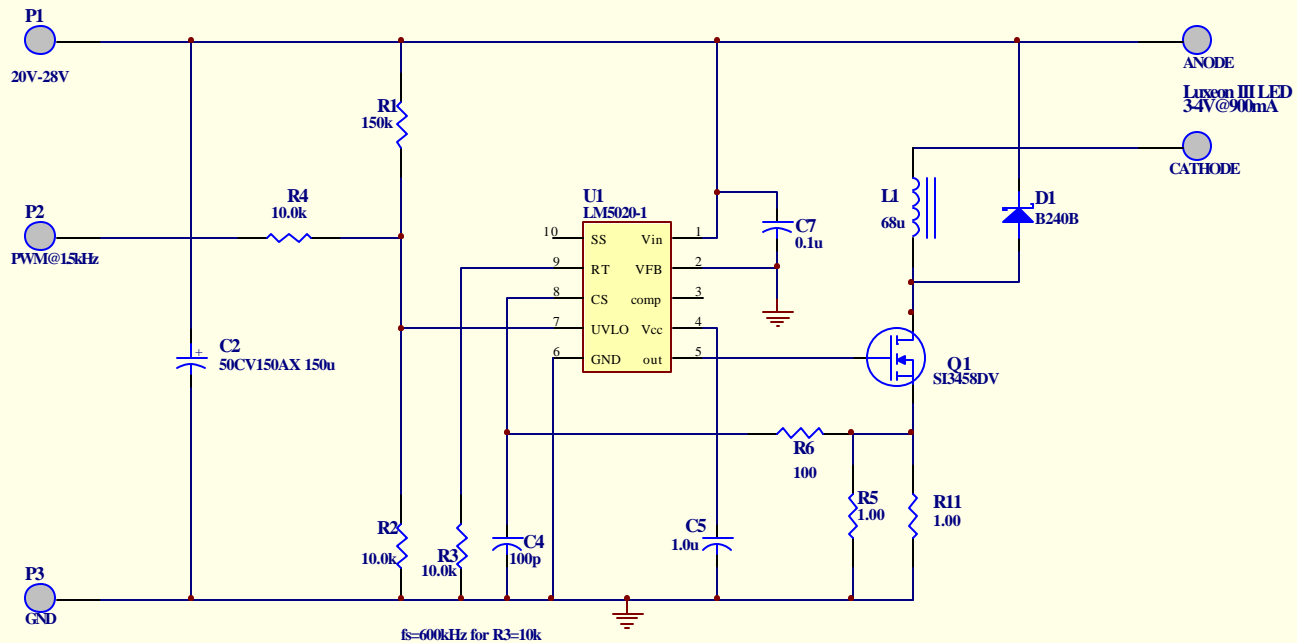 P1
20V-28V
ANODE
Luxeon III LED
3-4V@900mA
CATHODE
R1
150k
R4
10.0k
P2
PWM@1.5kHz
U1
LM5020-1
10 SS Vin 1
9 RT VFB 2
8 CS comp 3
7 UVLO Vcc 4
6 GND out 5
C7
0.1u
L1
68u
D1
B240B
C2
+
50CV150AX 150u
Q1
SI3458DV
R6
100
R5
1.00
R11
1.00
R2
10.0k
R3
10.0k
C4
100p
C5
1.0u
P3
GND
fs=600kHz for R3=10k